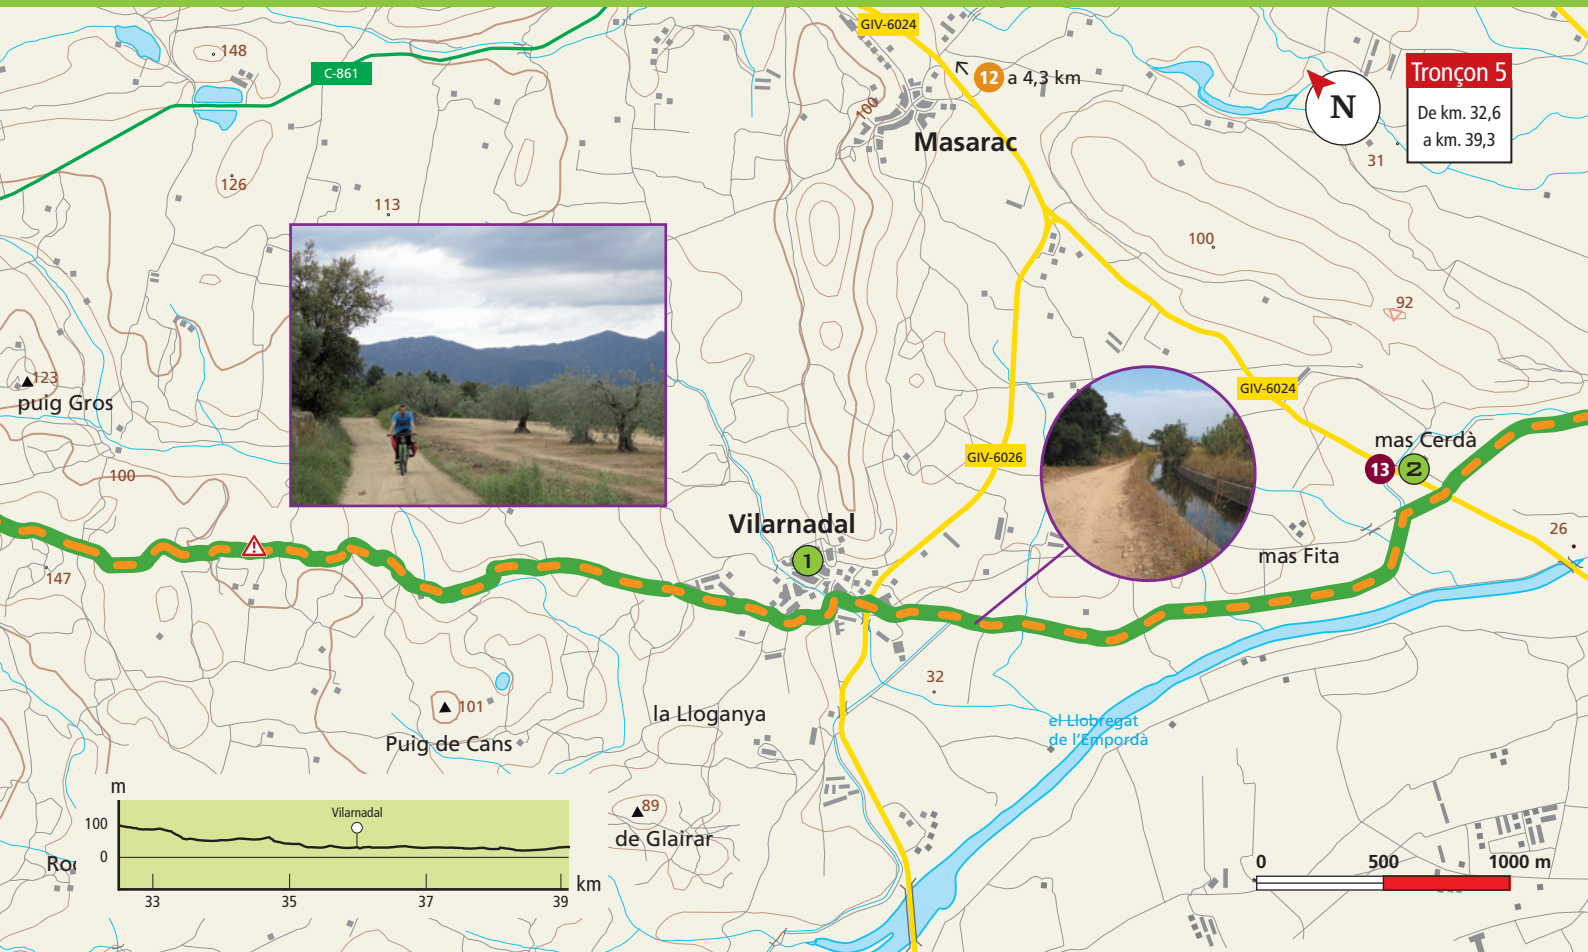 GIV-6024
148
C-861
12 a 4,3 km
Tronçon 5
De km. 32,6
a km. 39,3
N
100
Masarac
31
126
113
100
92
123
puig Gros
GIV-6024
mas Cerdà
GIV-6026
13
2
100
Vilarnadal
1
26
mas Fita
147
32
101
la Lloganya
el Llobregat
de l'Empordà
Puig de Cans
m
Vilarnadal
100
0
89
de Glairar
km
33
35
37
39
0
500
1000 m